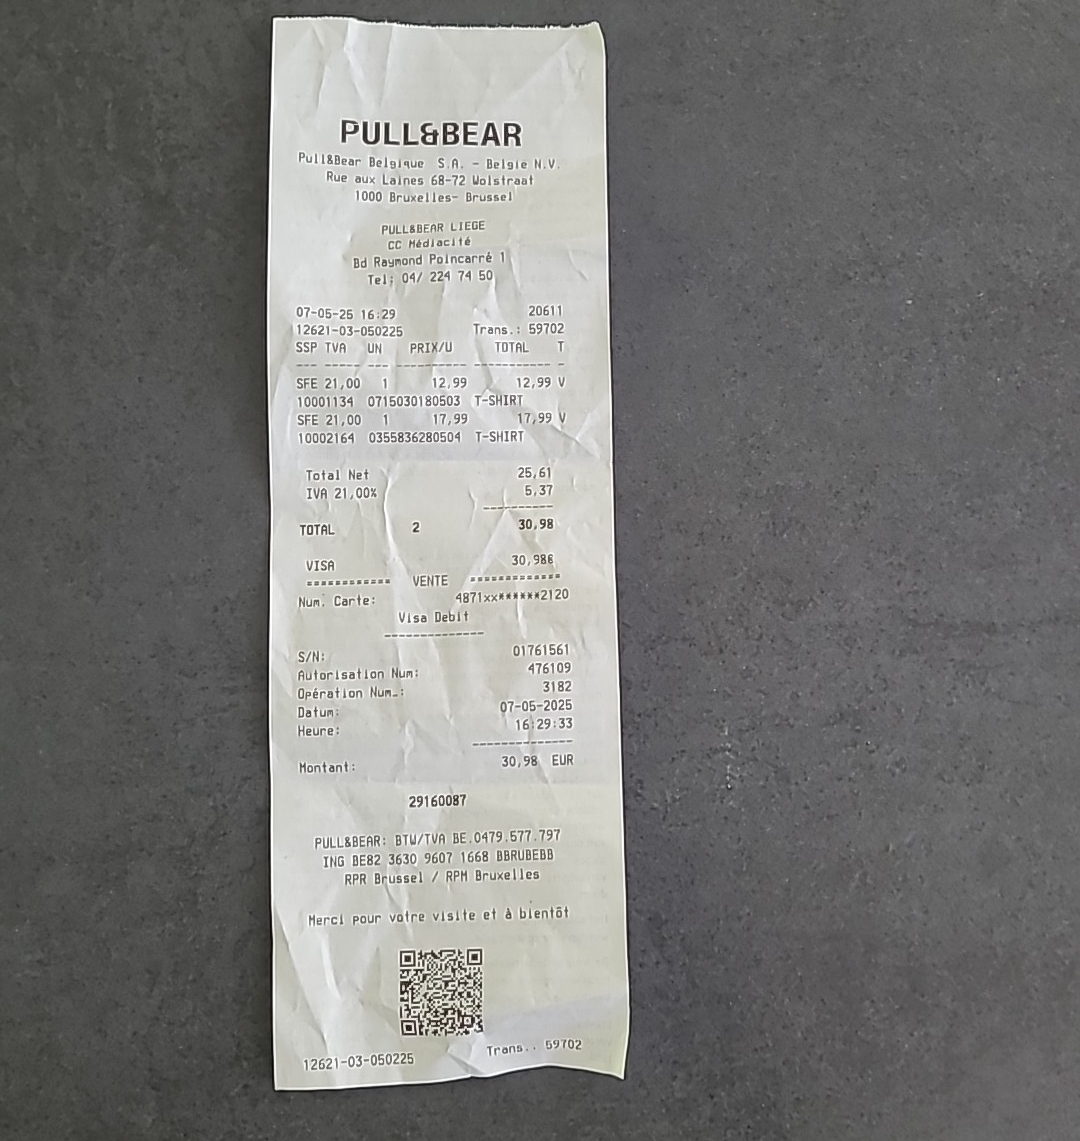 PULL&BEAR
Pull&Bear Belgique S.A. - Belgie N.V.
Rue aux Laines 68-72 Wolstraat
1000 Bruxelles- Brussel
PULL&BEAR LIEGE
CC Médiacité
Bd Raymond Poincarré 1
Tel: 04/ 224 74 50
07-05-25 16:29 20611
12621-03-050225 Trans.: 59702
SSP TVA UN PRIX/U TOTAL T
--- ----- --- ---------- ----------- -
SFE 21,00 1 12,99 12,99 V
10001134 0715030180503 T-SHIRT
SFE 21,00 1 17,99 17,99 V
10002164 0355836280504 T-SHIRT
Total Net 25,61
IVA 21,00% 5,37
----------
TOTAL 2 30,98
VISA 30,98€
============ VENTE =============
Num. Carte: 4871xx******2120
Visa Debit
--------------
S/N: 01761561
Autorisation Num: 476109
Opération Num.: 3182
Datum: 07-05-2025
Heure: 16:29:33
--------------
Montant: 30,98 EUR
29160087
PULL&BEAR: BTW/TVA BE.0479.577.797
ING BE82 3630 9607 1668 BBRUBEBB
RPR Brussel / RPM Bruxelles
Merci pour votre visite et à bientôt
12621-03-050225 Trans.: 59702